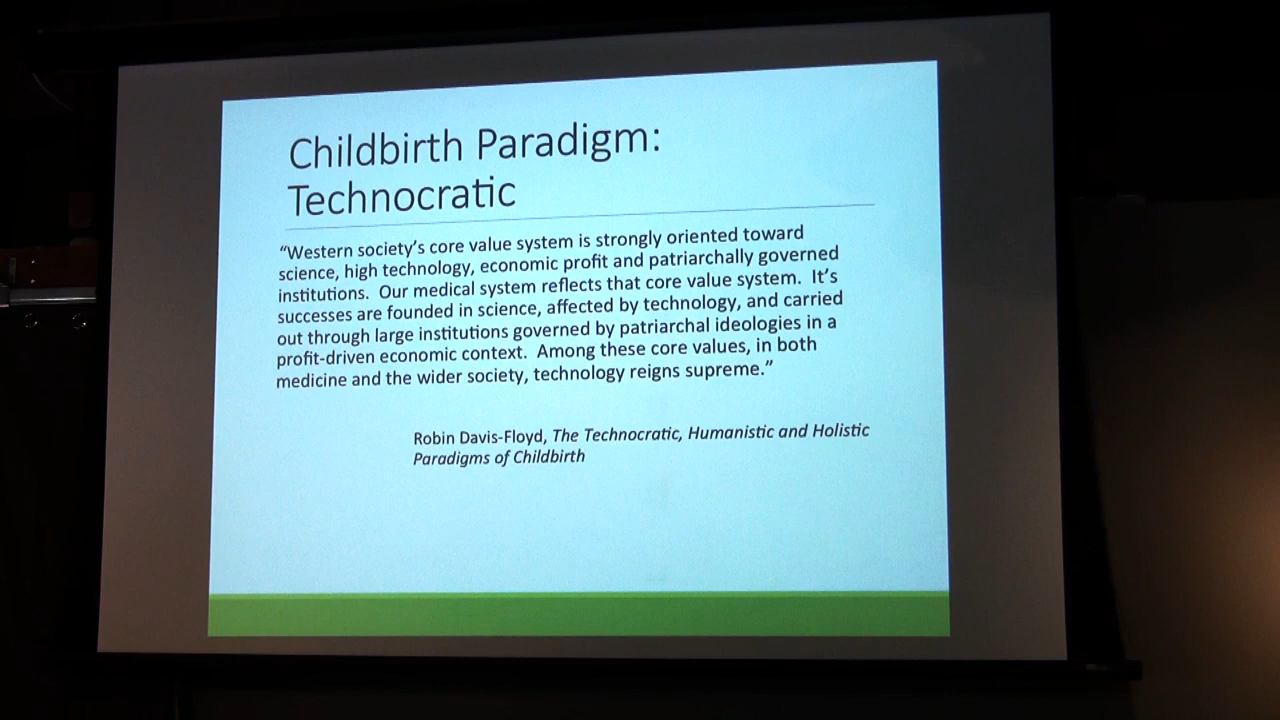 Childbirth Paradigm:
Technocratic
“Western society’s core value system is strongly oriented toward
science, high technology, economic profit and patriarchally governed
institutions.  Our medical system reflects that core value system.  It’s
successes are founded in science, affected by technology, and carried
out through large institutions governed by patriarchal ideologies in a
profit-driven economic context.  Among these core values, in both
medicine and the wider society, technology reigns supreme.”
Robin Davis-Floyd, The Technocratic, Humanistic and Holistic
Paradigms of Childbirth